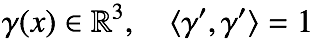 γ(x) ∈ ℝ³, ⟨γ′, γ′⟩ = 1